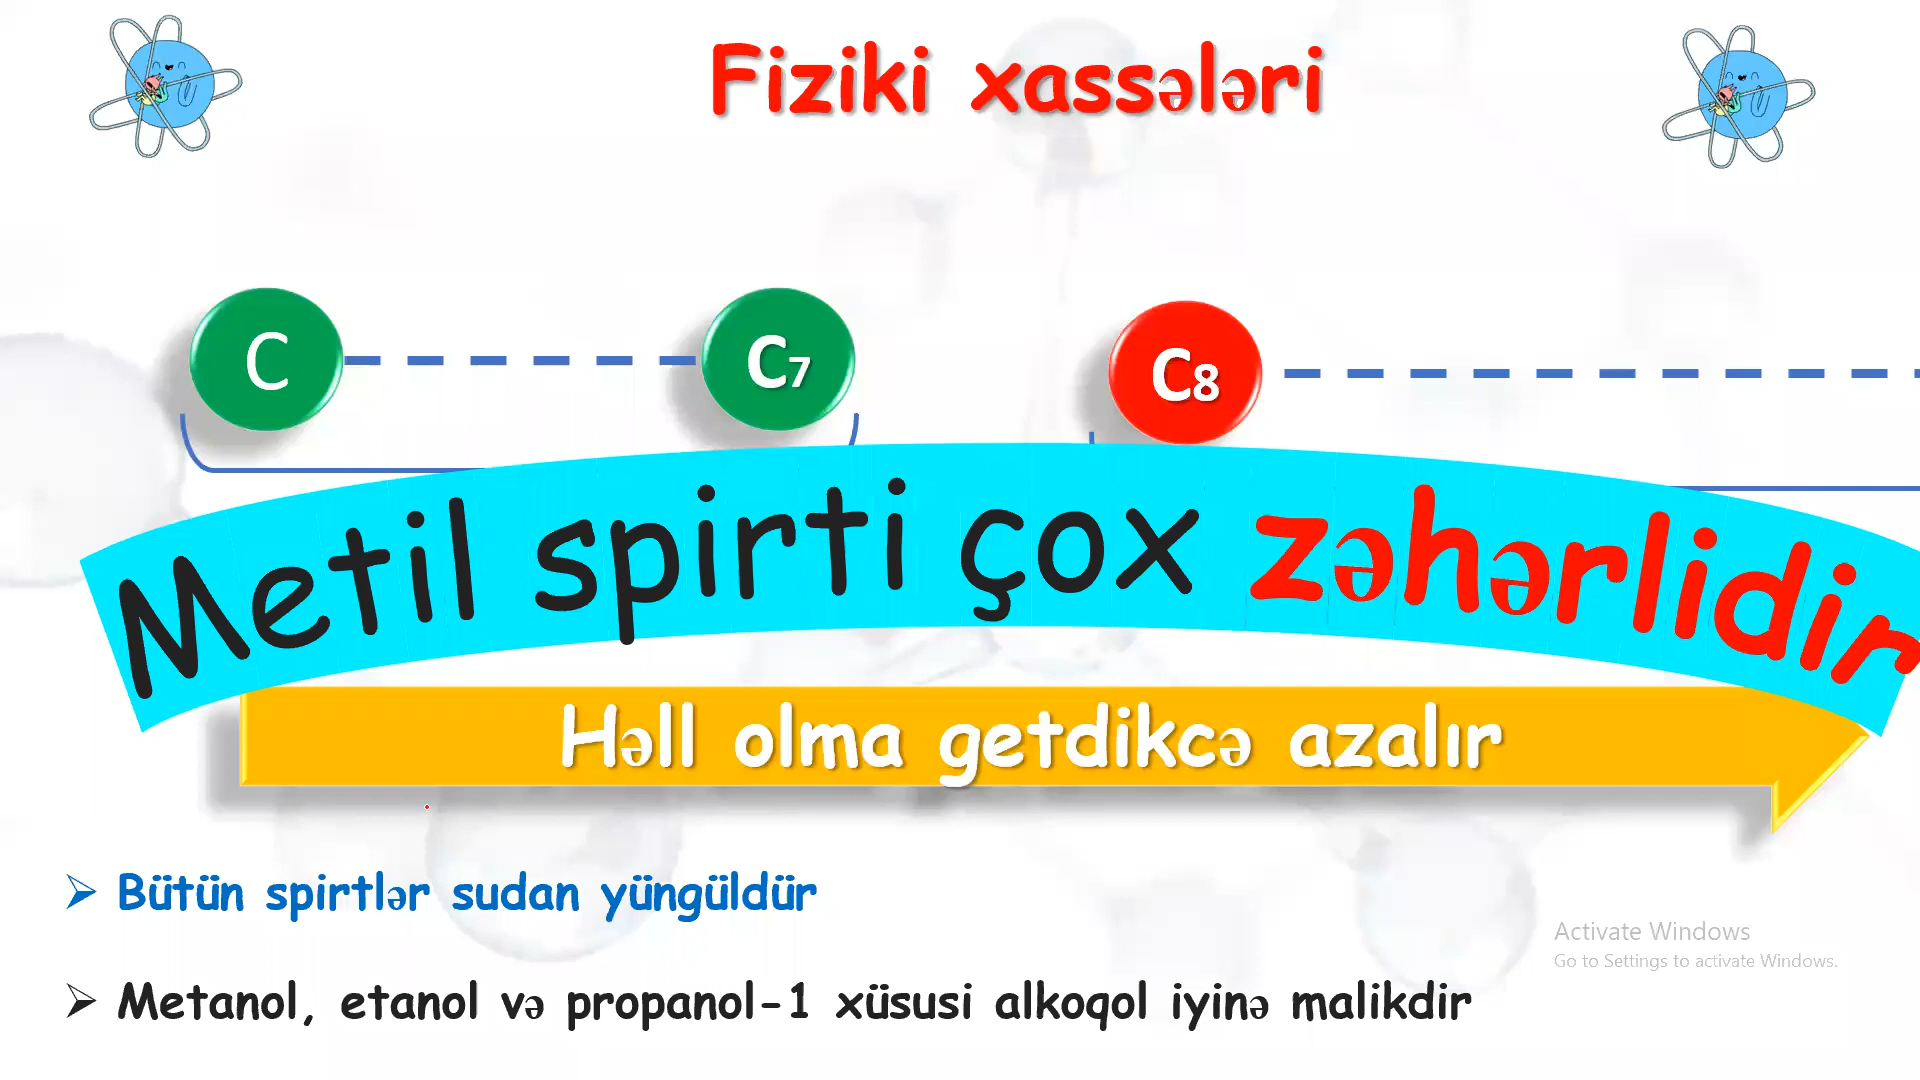 Fiziki xassələri
C
C7
C8
Metil spirti çox zəhərlidir
Həll olma getdikcə azalır
➢ Bütün spirtlər sudan yüngüldür
➢ Metanol, etanol və propanol-1 xüsusi alkoqol iyinə malikdir
Activate Windows
Go to Settings to activate Windows.